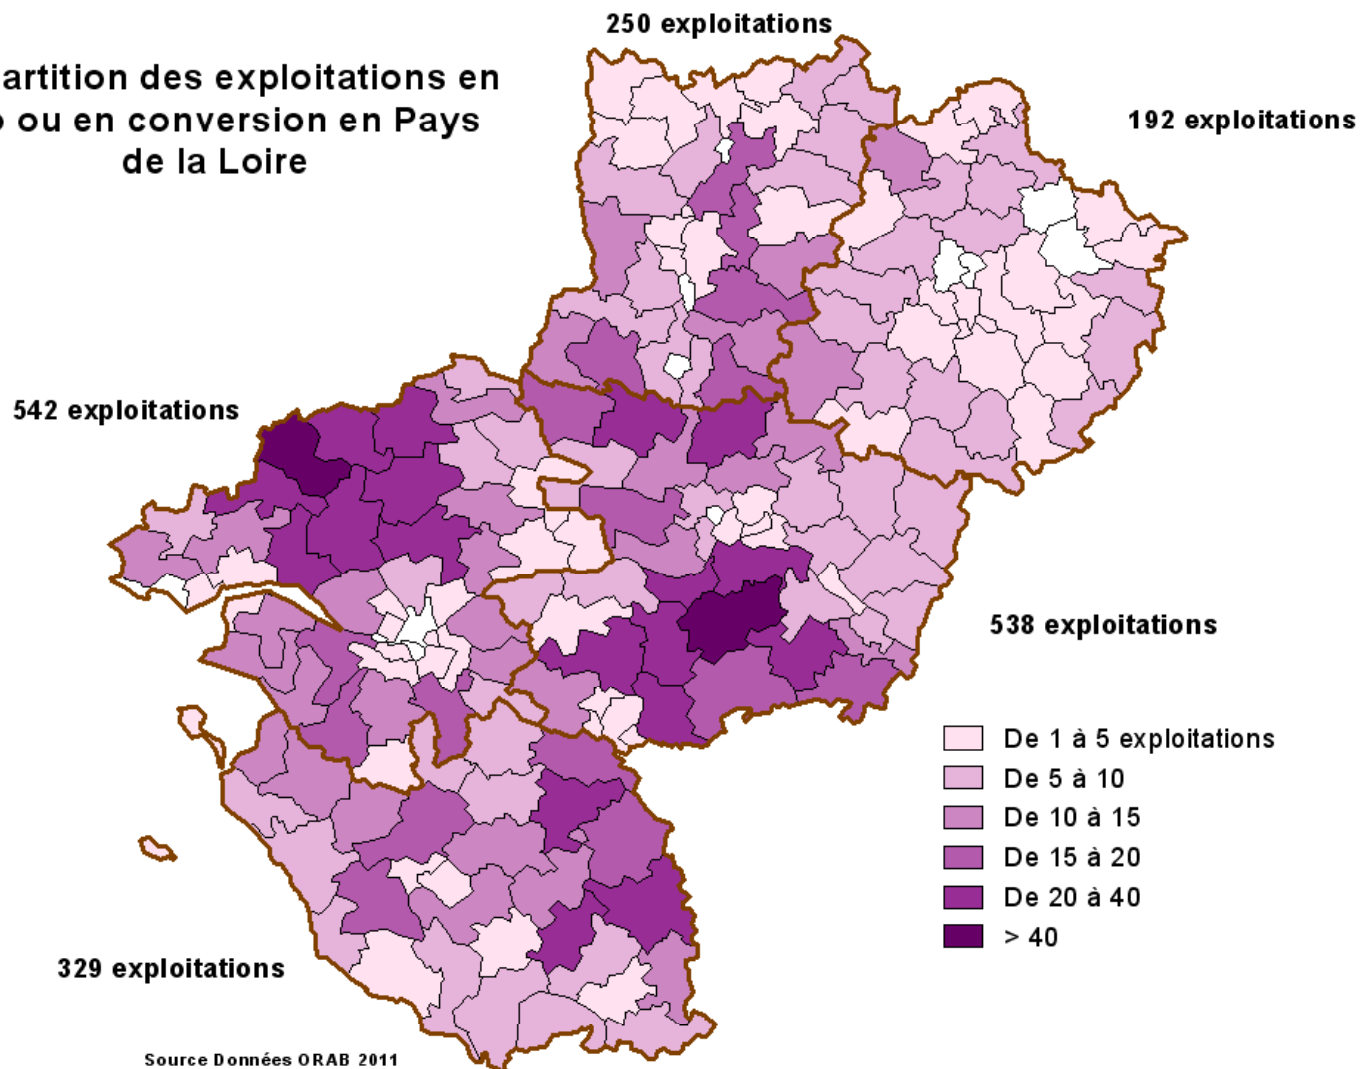 250 exploitations
artition des exploitations en
ou en conversion en Pays
de la Loire
192 exploitations
542 exploitations
538 exploitations
De 1 à 5 exploitations
De 5 à 10
De 10 à 15
De 15 à 20
De 20 à 40
> 40
329 exploitations
Source Données ORAB 2011